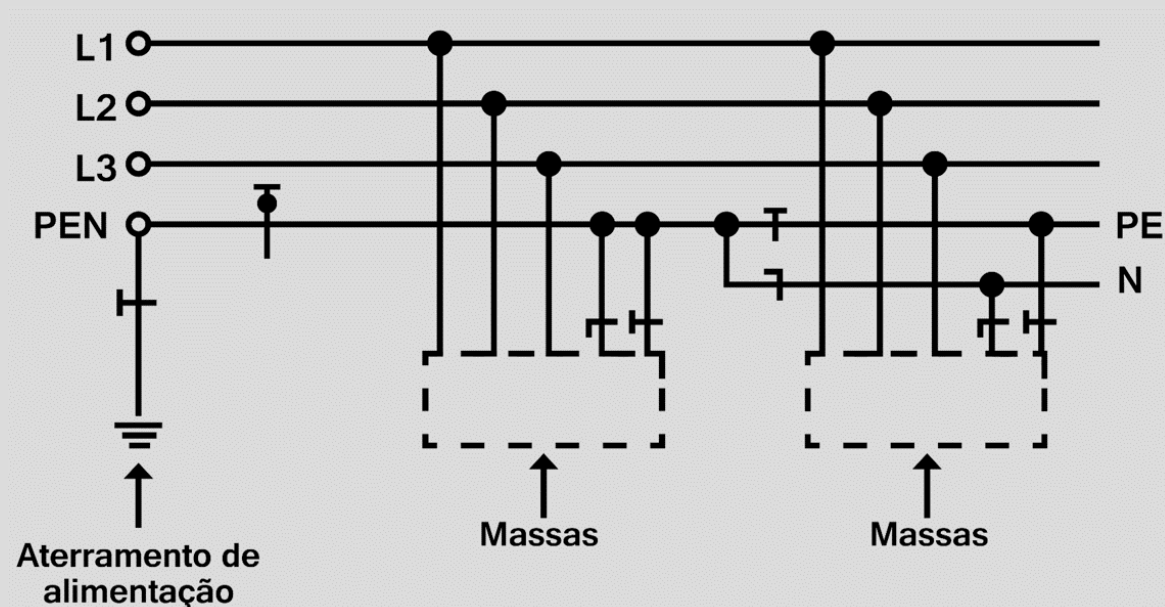 L1
L2
L3
PEN
PE
N
Massas
Massas
Aterramento de
alimentação